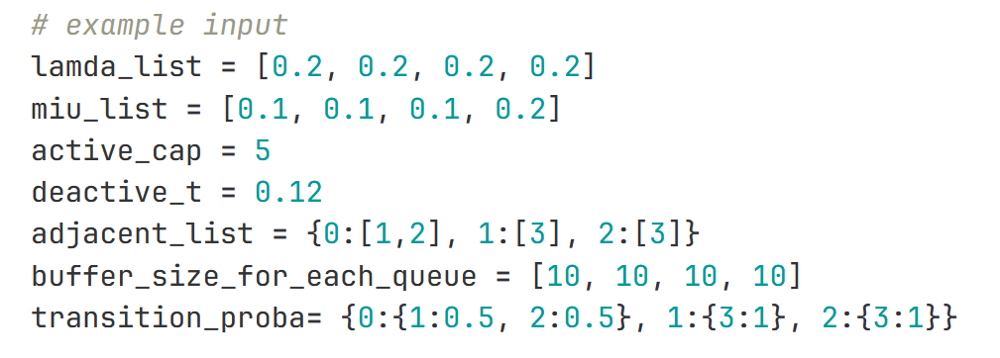 # example input
lamda_list = [0.2, 0.2, 0.2, 0.2]
miu_list = [0.1, 0.1, 0.1, 0.2]
active_cap = 5
deactive_t = 0.12
adjacent_list = {0:[1,2], 1:[3], 2:[3]}
buffer_size_for_each_queue = [10, 10, 10, 10]
transition_proba= {0:{1:0.5, 2:0.5}, 1:{3:1}, 2:{3:1}}